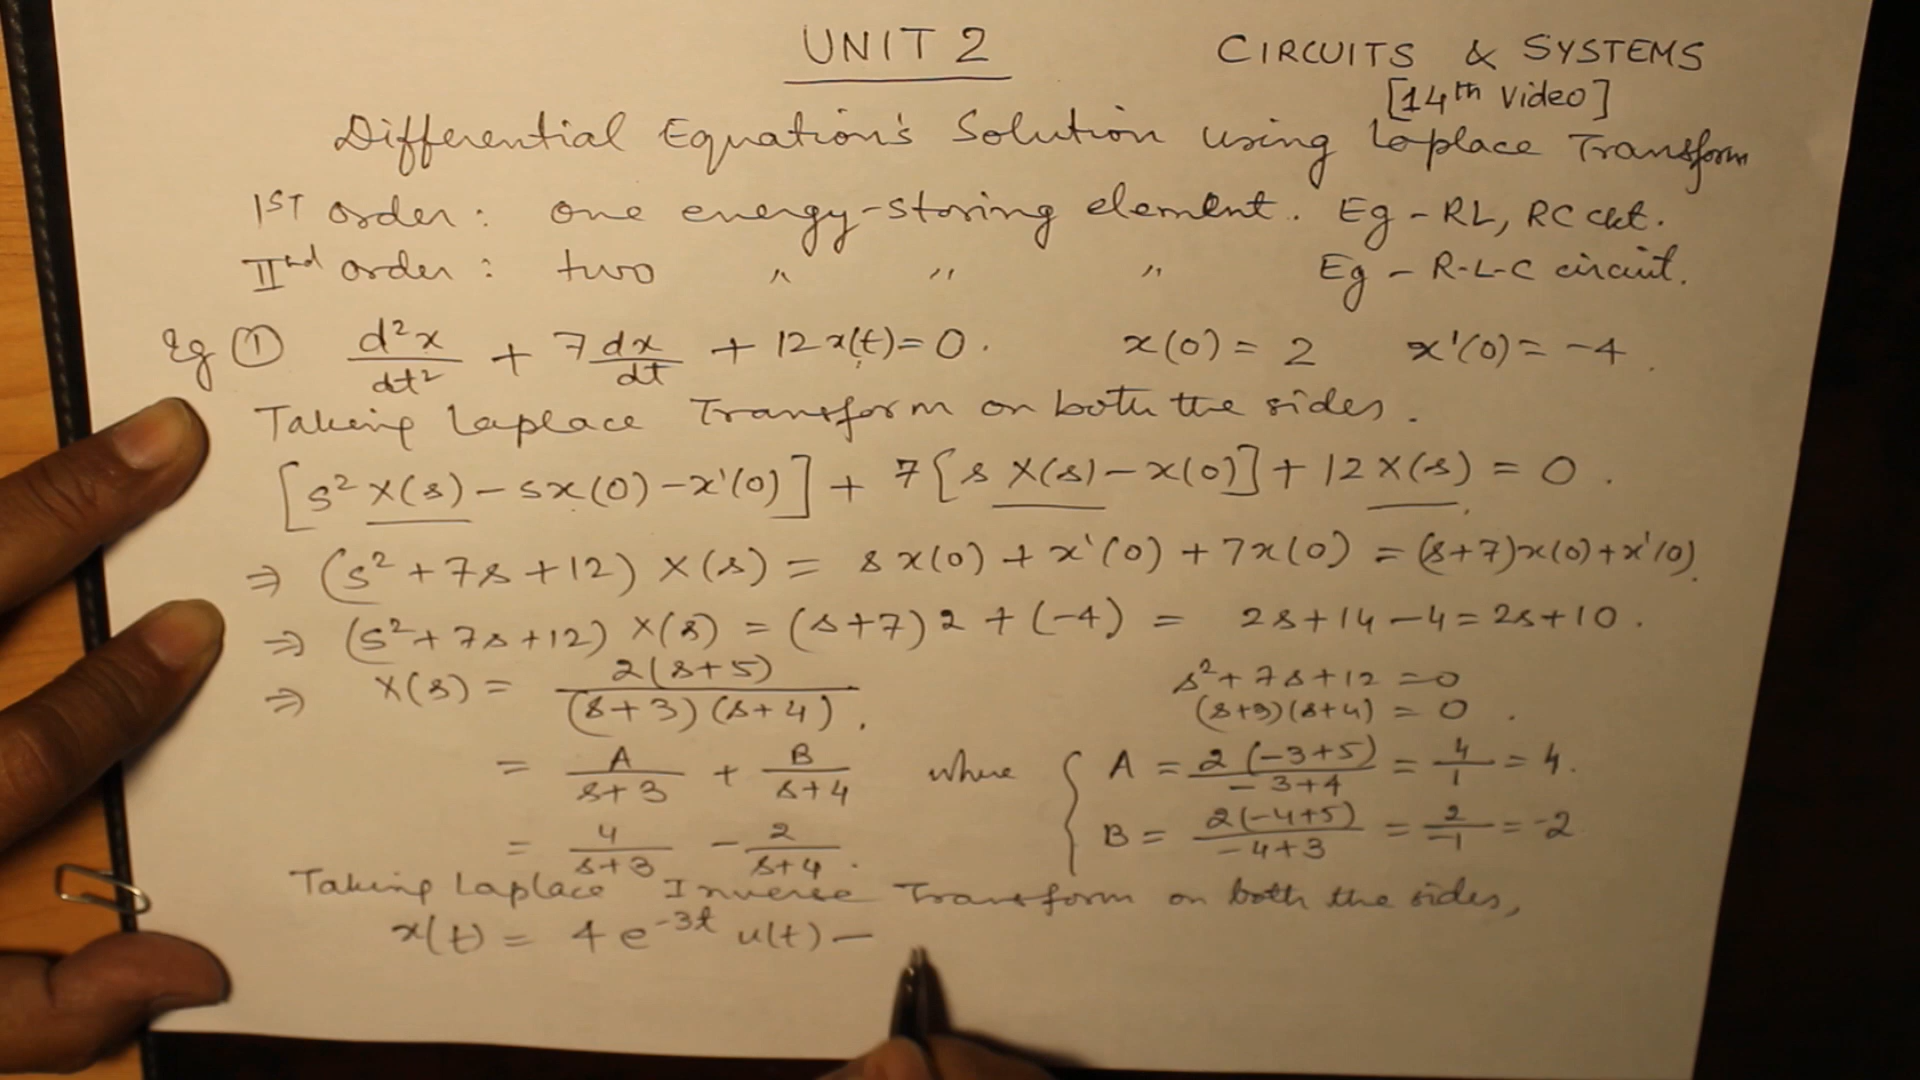 UNIT 2
CIRCUITS & SYSTEMS
[14th Video]
Differential Equation's Solution using Laplace Transform
1ST order : one energy-storing element. Eg - RL, RC ckt.
IInd order : two " " " Eg - R-L-C circuit.
Eg ① d²x/dt² + 7dx/dt + 12x(t) = 0. x(0) = 2 x'(0) = -4.
Taking Laplace Transform on both the sides.
[s²X(s) - sx(0) - x'(0)] + 7[sX(s) - x(0)] + 12X(s) = 0.
⇒ (s²+7s+12) X(s) = sx(0) + x'(0) + 7x(0) = (s+7)x(0)+x'(0).
⇒ (s²+7s+12) X(s) = (s+7)2 + (-4) = 2s+14-4 = 2s+10.
⇒ X(s) = 2(s+5)/(s+3)(s+4).
s²+7s+12 = 0
(s+3)(s+4) = 0.
= A/s+3 + B/s+4 where { A = 2(-3+5)/-3+4 = 4/1 = 4.
B = 2(-4+5)/-4+3 = 2/-1 = -2
= 4/s+3 - 2/s+4.
Taking Laplace Inverse Transform on both the sides,
x(t) = 4e^-3t u(t) -